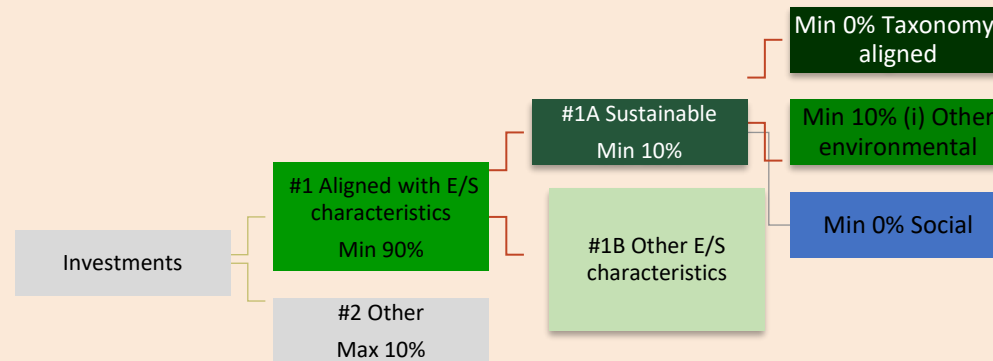 Min 0% Taxonomy
aligned
#1A Sustainable
Min 10%
Min 10% (i) Other
environmental
#1 Aligned with E/S
characteristics
Min 90%
#1B Other E/S
characteristics
Min 0% Social
Investments
#2 Other
Max 10%